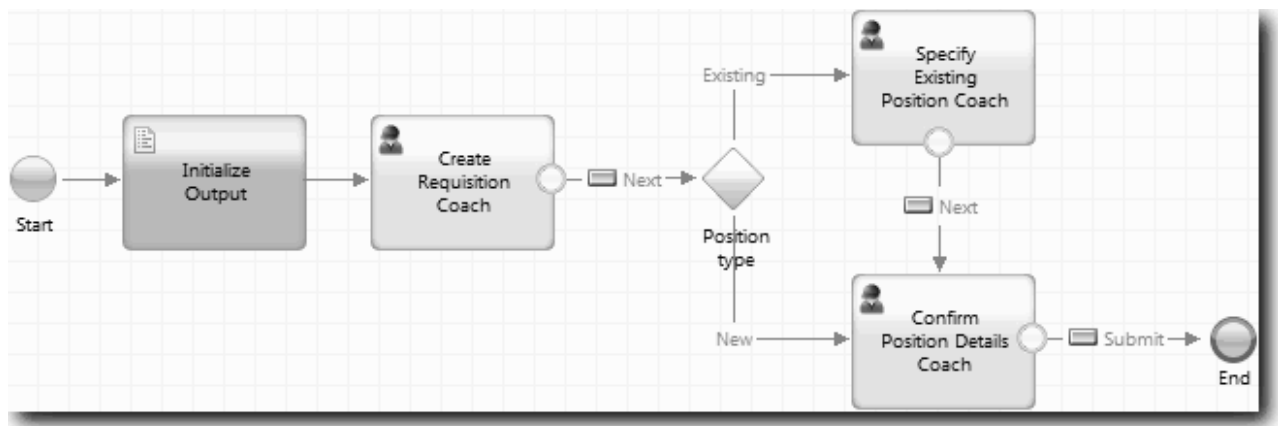 Start
Initialize
Output
Create
Requisition
Coach
Next
Position
type
Existing
Specify
Existing
Position Coach
Next
New
Confirm
Position Details
Coach
Submit
End